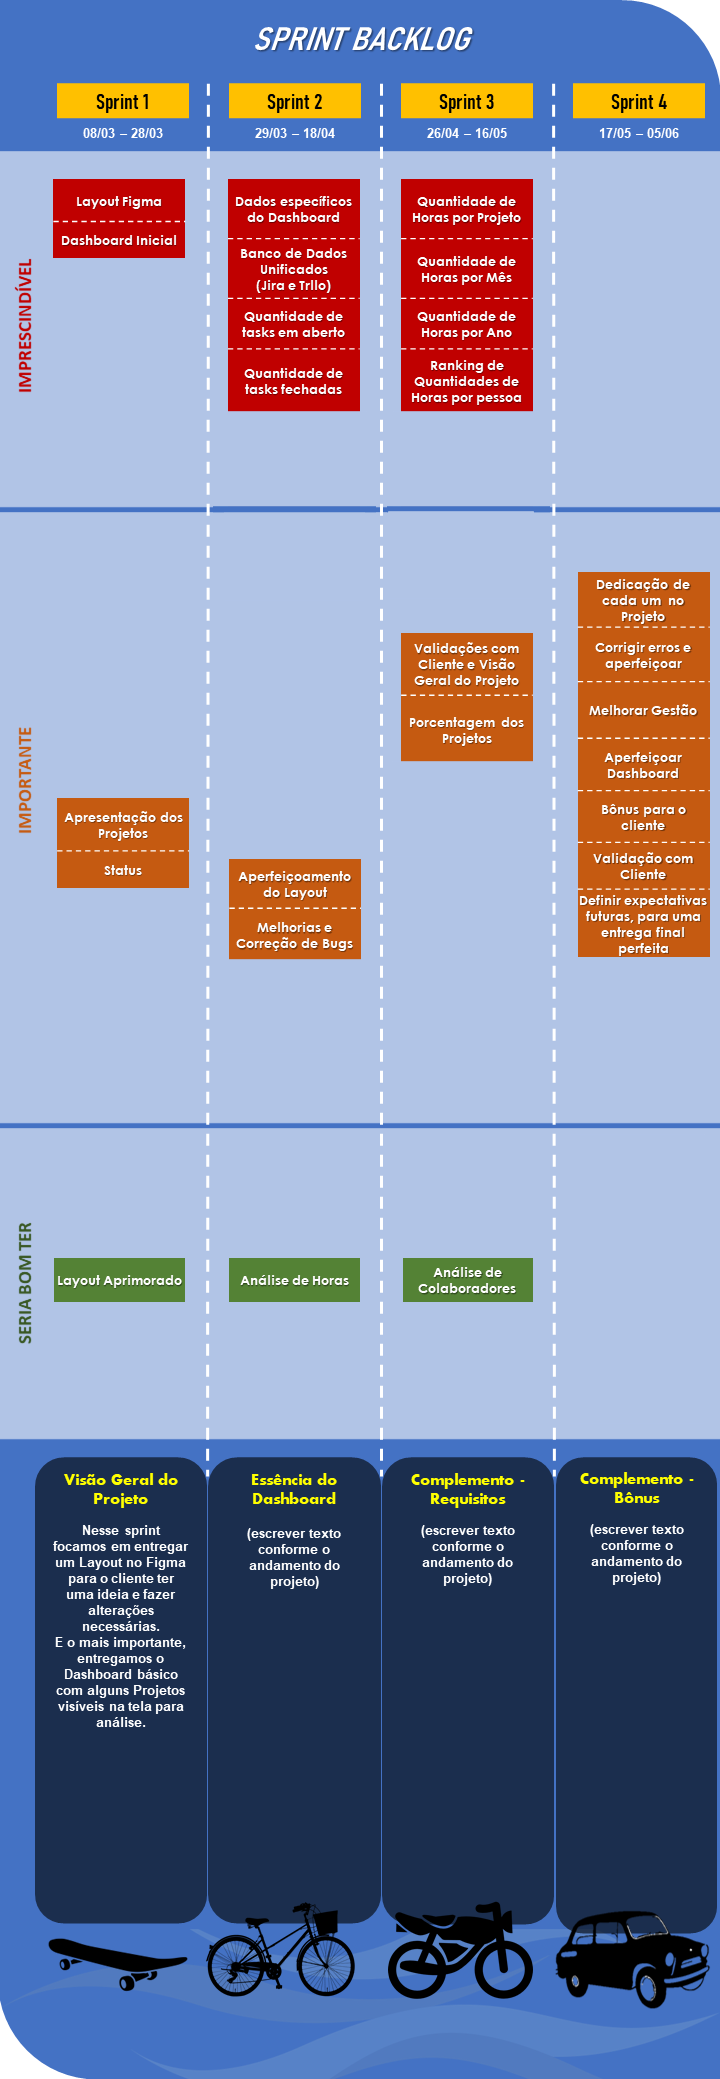 SPRINT BACKLOG
Sprint 1
Sprint 2
Sprint 3
Sprint 4
08/03 – 28/03
29/03 – 18/04
26/04 – 16/05
17/05 – 05/06
IMPRESCINDÍVEL
Layout Figma
Dashboard Inicial
Dados específicos
do Dashboard
Banco de Dados
Unificados
(Jira e Trllo)
Quantidade de
tasks em aberto
Quantidade de
tasks fechadas
Quantidade de
Horas por Projeto
Quantidade de
Horas por Mês
Quantidade de
Horas por Ano
Ranking de
Quantidades de
Horas por pessoa
IMPORTANTE
Apresentação dos
Projetos
Status
Aperfeiçoamento
do Layout
Melhorias e
Correção de Bugs
Validações com
Cliente e Visão
Geral do Projeto
Porcentagem dos
Projetos
Dedicação de
cada um no
Projeto
Corrigir erros e
aperfeiçoar
Melhorar Gestão
Aperfeiçoar
Dashboard
Bônus para o
cliente
Validação com
Cliente
Definir expectativas
futuras, para uma
entrega final
perfeita
SERIA BOM TER
Layout Aprimorado
Análise de Horas
Análise de
Colaboradores
Visão Geral do
Projeto
Nesse sprint
focamos em entregar
um Layout no Figma
para o cliente ter
uma ideia e fazer
alterações
necessárias.
E o mais importante,
entregamos o
Dashboard básico
com alguns Projetos
visíveis na tela para
análise.
Essência do
Dashboard
(escrever texto
conforme o
andamento do
projeto)
Complemento -
Requisitos
(escrever texto
conforme o
andamento do
projeto)
Complemento -
Bônus
(escrever texto
conforme o
andamento do
projeto)